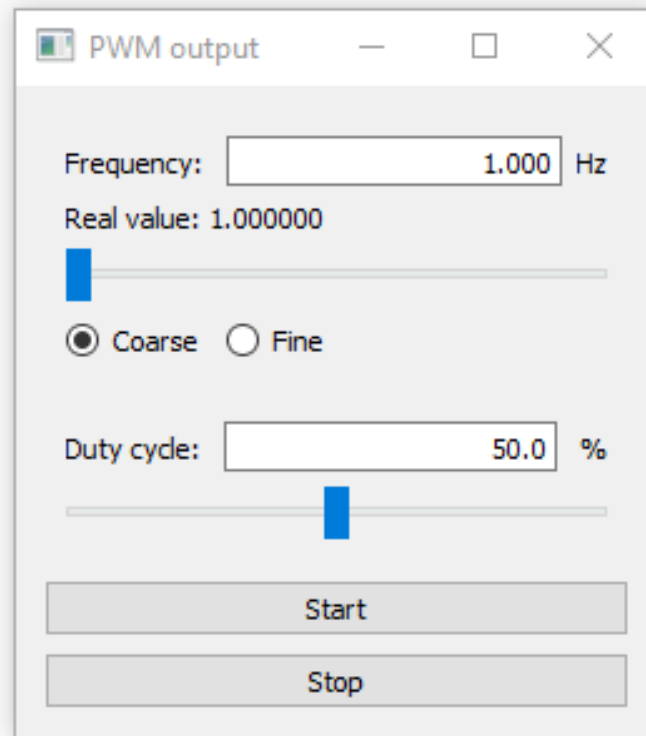 PWM output
Frequency: 1.000 Hz
Real value: 1.000000
Coarse Fine
Duty cycle: 50.0 %
Start
Stop